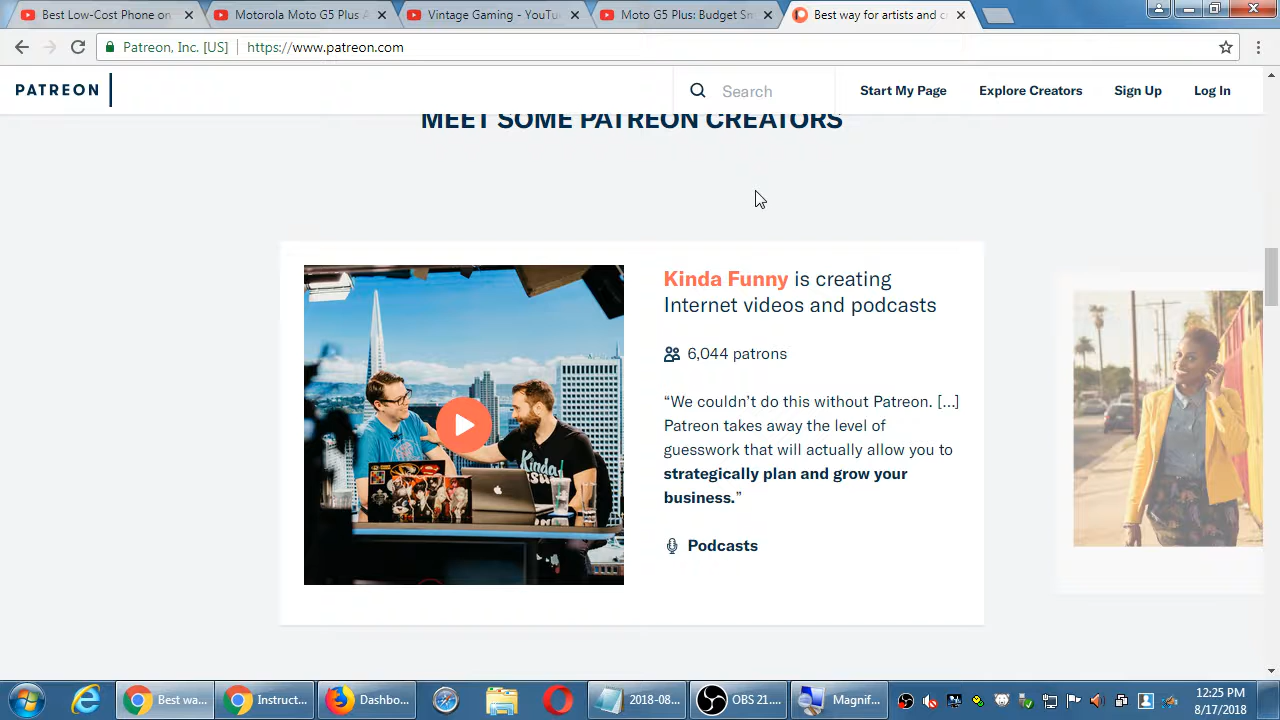 Best Low-Cost Phone on
Motorola Moto G5 Plus A
Vintage Gaming - YouTu
Moto G5 Plus: Budget Sm
Best way for artists and c
Patreon, Inc. [US]
https://www.patreon.com
PATREON
Search
Start My Page
Explore Creators
Sign Up
Log In
MEET SOME PATREON CREATORS
Kinda Funny is creating
Internet videos and podcasts
6,044 patrons
“We couldn’t do this without Patreon. [...]
Patreon takes away the level of
guesswork that will actually allow you to
strategically plan and grow your
business.”
Podcasts
Best wa...
Instruct...
Dashbo...
2018-08...
OBS 21....
Magnif...
12:25 PM
8/17/2018